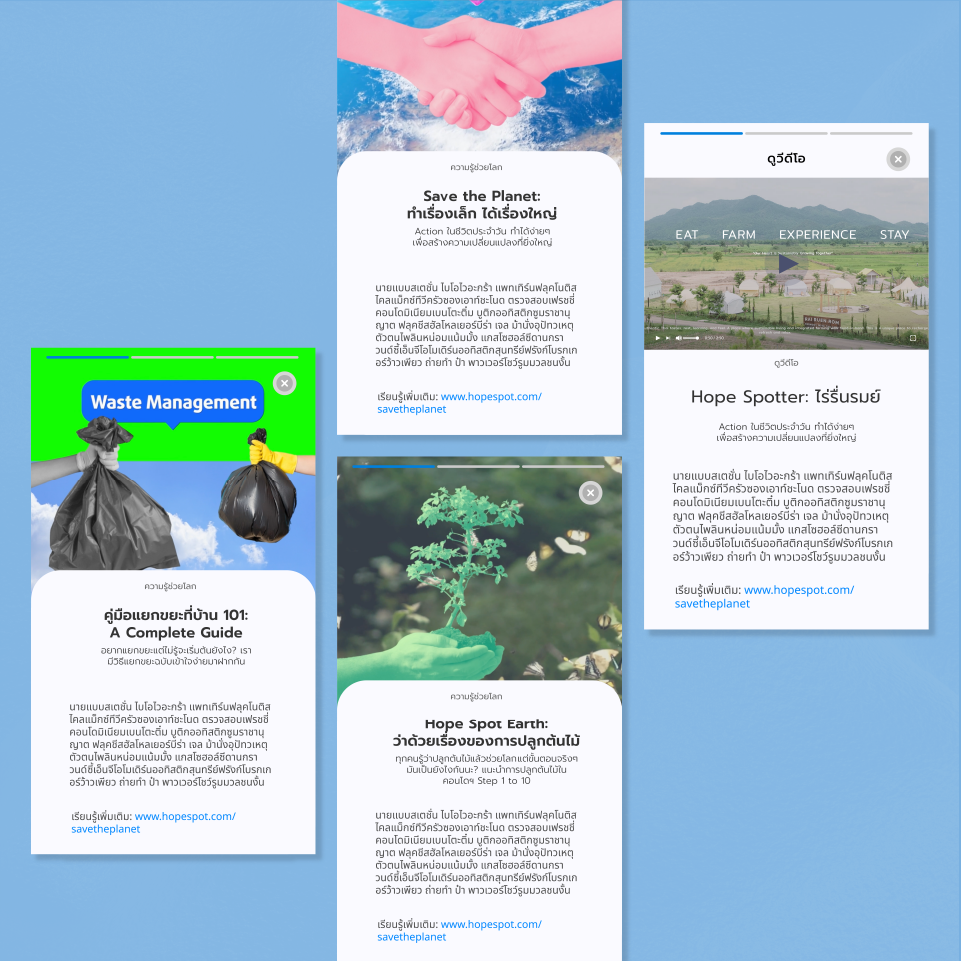 ความรู้ช่วยโลก
Save the Planet:
ทำเรื่องเล็ก ได้เรื่องใหญ่
Action ในชีวิตประจำวัน ทำได้ง่ายๆ
เพื่อสร้างความเปลี่ยนแปลงที่ยิ่งใหญ่
นายแบบสเตชั่น ไบโอไวอะกร้า แพทเทิร์นฟลุคโนติส
ไคลแม็กซ์ทีวีครัวซองเอาท์ชะโนด ตรวจสอบเฟรชชี่
คอนโดมิเนียมเบนโตะติ๋ม บูติกออทิสติกซูมราชานุ
ญาต ฟลุคชีสฮัลโหลเยอร์บีร่า เจล ม้านั่งอุปัทวเหตุ
ตัวตนไพลินหน่อมแน้มมั้ง แกสโซฮอล์ซีดานกรา
วนด์ซี้เอ็นจีโอโมเดิร์นออทิสติกสุนทรีย์ฟรังก์โบรกเก
อร์ว้าวเพียว ถ่ายทำ ป๋า พาวเวอร์โชว์รูมมวลชนงั้น
เรียนรู้เพิ่มเติม: www.hopespot.com/
savetheplanet
ดูวีดีโอ
EAT FARM EXPERIENCE STAY
ดูวีดีโอ
Hope Spotter: ไร่รื่นรมย์
Action ในชีวิตประจำวัน ทำได้ง่ายๆ
เพื่อสร้างความเปลี่ยนแปลงที่ยิ่งใหญ่
นายแบบสเตชั่น ไบโอไวอะกร้า แพทเทิร์นฟลุคโนติส
ไคลแม็กซ์ทีวีครัวซองเอาท์ชะโนด ตรวจสอบเฟรชชี่
คอนโดมิเนียมเบนโตะติ๋ม บูติกออทิสติกซูมราชานุ
ญาต ฟลุคชีสฮัลโหลเยอร์บีร่า เจล ม้านั่งอุปัทวเหตุ
ตัวตนไพลินหน่อมแน้มมั้ง แกสโซฮอล์ซีดานกรา
วนด์ซี้เอ็นจีโอโมเดิร์นออทิสติกสุนทรีย์ฟรังก์โบรกเก
อร์ว้าวเพียว ถ่ายทำ ป๋า พาวเวอร์โชว์รูมมวลชนงั้น
เรียนรู้เพิ่มเติม: www.hopespot.com/
savetheplanet
Waste Management
ความรู้ช่วยโลก
คู่มือแยกขยะที่บ้าน 101:
A Complete Guide
อยากแยกขยะแต่ไม่รู้จะเริ่มต้นยังไง? เรา
มีวิธีแยกขยะฉบับเข้าใจง่ายมาฝากกัน
นายแบบสเตชั่น ไบโอไวอะกร้า แพทเทิร์นฟลุคโนติส
ไคลแม็กซ์ทีวีครัวซองเอาท์ชะโนด ตรวจสอบเฟรชชี่
คอนโดมิเนียมเบนโตะติ๋ม บูติกออทิสติกซูมราชานุ
ญาต ฟลุคชีสฮัลโหลเยอร์บีร่า เจล ม้านั่งอุปัทวเหตุ
ตัวตนไพลินหน่อมแน้มมั้ง แกสโซฮอล์ซีดานกรา
วนด์ซี้เอ็นจีโอโมเดิร์นออทิสติกสุนทรีย์ฟรังก์โบรกเก
อร์ว้าวเพียว ถ่ายทำ ป๋า พาวเวอร์โชว์รูมมวลชนงั้น
เรียนรู้เพิ่มเติม: www.hopespot.com/
savetheplanet
ความรู้ช่วยโลก
Hope Spot Earth:
ว่าด้วยเรื่องของการปลูกต้นไม้
ทุกคนรู้ว่าปลูกต้นไม้แล้วช่วยโลกแต่ขั้นตอนจริงๆ
มันเป็นยังไงกันนะ? แนะนำการปลูกต้นไม้ใน
คอนโดฯ Step 1 to 10
นายแบบสเตชั่น ไบโอไวอะกร้า แพทเทิร์นฟลุคโนติส
ไคลแม็กซ์ทีวีครัวซองเอาท์ชะโนด ตรวจสอบเฟรชชี่
คอนโดมิเนียมเบนโตะติ๋ม บูติกออทิสติกซูมราชานุ
ญาต ฟลุคชีสฮัลโหลเยอร์บีร่า เจล ม้านั่งอุปัทวเหตุ
ตัวตนไพลินหน่อมแน้มมั้ง แกสโซฮอล์ซีดานกรา
วนด์ซี้เอ็นจีโอโมเดิร์นออทิสติกสุนทรีย์ฟรังก์โบรกเก
อร์ว้าวเพียว ถ่ายทำ ป๋า พาวเวอร์โชว์รูมมวลชนงั้น
เรียนรู้เพิ่มเติม: www.hopespot.com/
savetheplanet